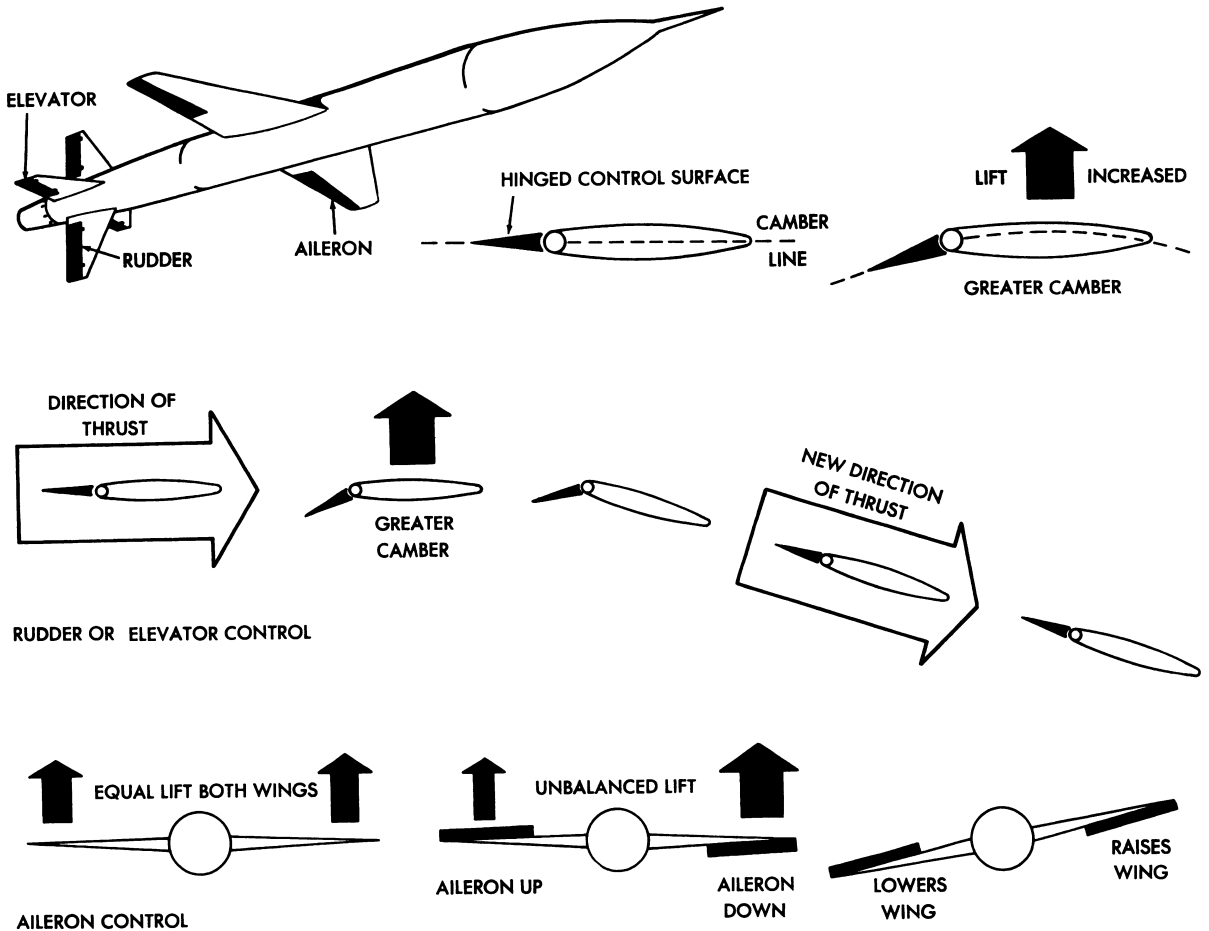 ELEVATOR
RUDDER
AILERON
HINGED CONTROL SURFACE
CAMBER
LINE
LIFT INCREASED
GREATER CAMBER
DIRECTION OF
THRUST
GREATER
CAMBER
NEW DIRECTION
OF THRUST
RUDDER OR ELEVATOR CONTROL
EQUAL LIFT BOTH WINGS
UNBALANCED LIFT
AILERON UP
AILERON
DOWN
LOWERS
WING
RAISES
WING
AILERON CONTROL